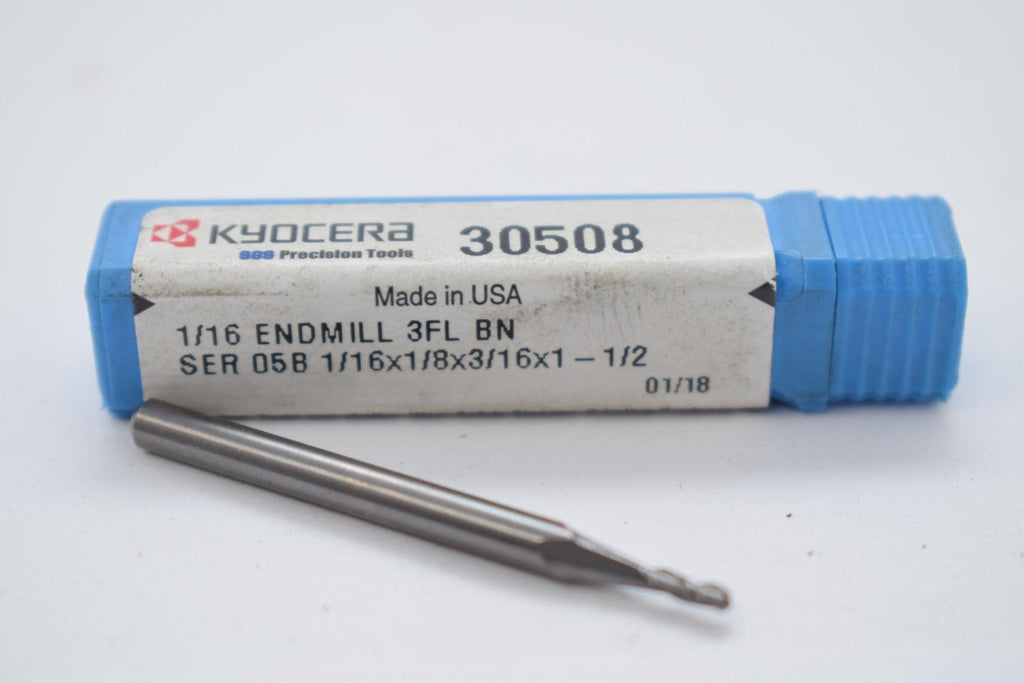 KYOCERA 30508
SGS Precision Tools
Made in USA
1/16 ENDMILL 3FL BN
SER 05B 1/16x1/8x3/16x1 – 1/2
01/18